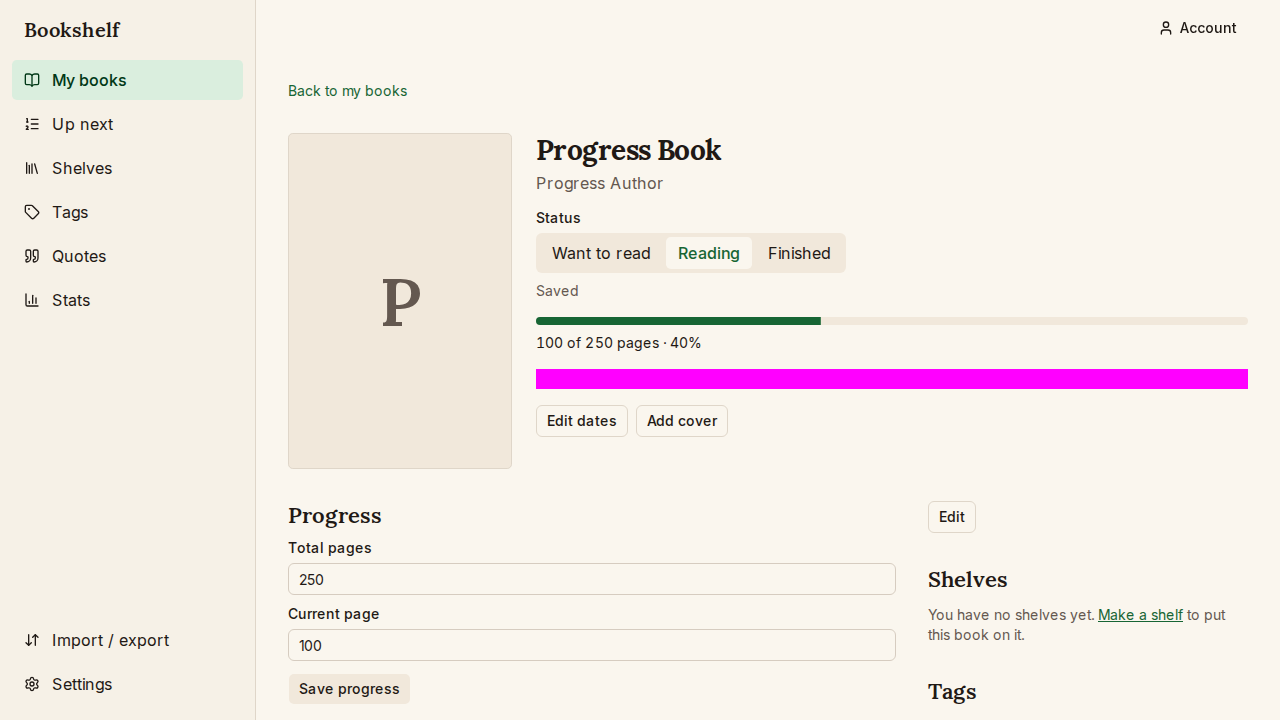 Bookshelf
My books
Up next
Shelves
Tags
Quotes
Stats
Import / export
Settings
Account
Back to my books
P
Progress Book
Progress Author
Status
Want to read Reading Finished
Saved
100 of 250 pages · 40%
Edit dates Add cover
Progress
Total pages
250
Current page
100
Save progress
Edit
Shelves
You have no shelves yet. Make a shelf to put
this book on it.
Tags